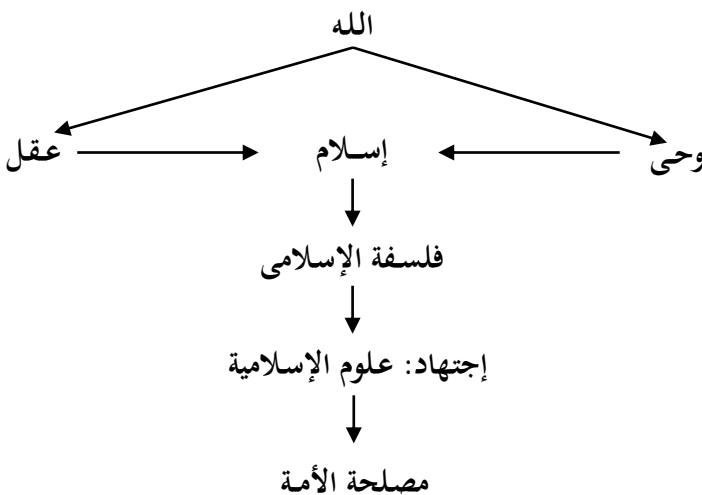 الله
وحى إسلام عقل
فلسفة الإسلامى
إجتهاد: علوم الإسلامية
مصلحة الأمة